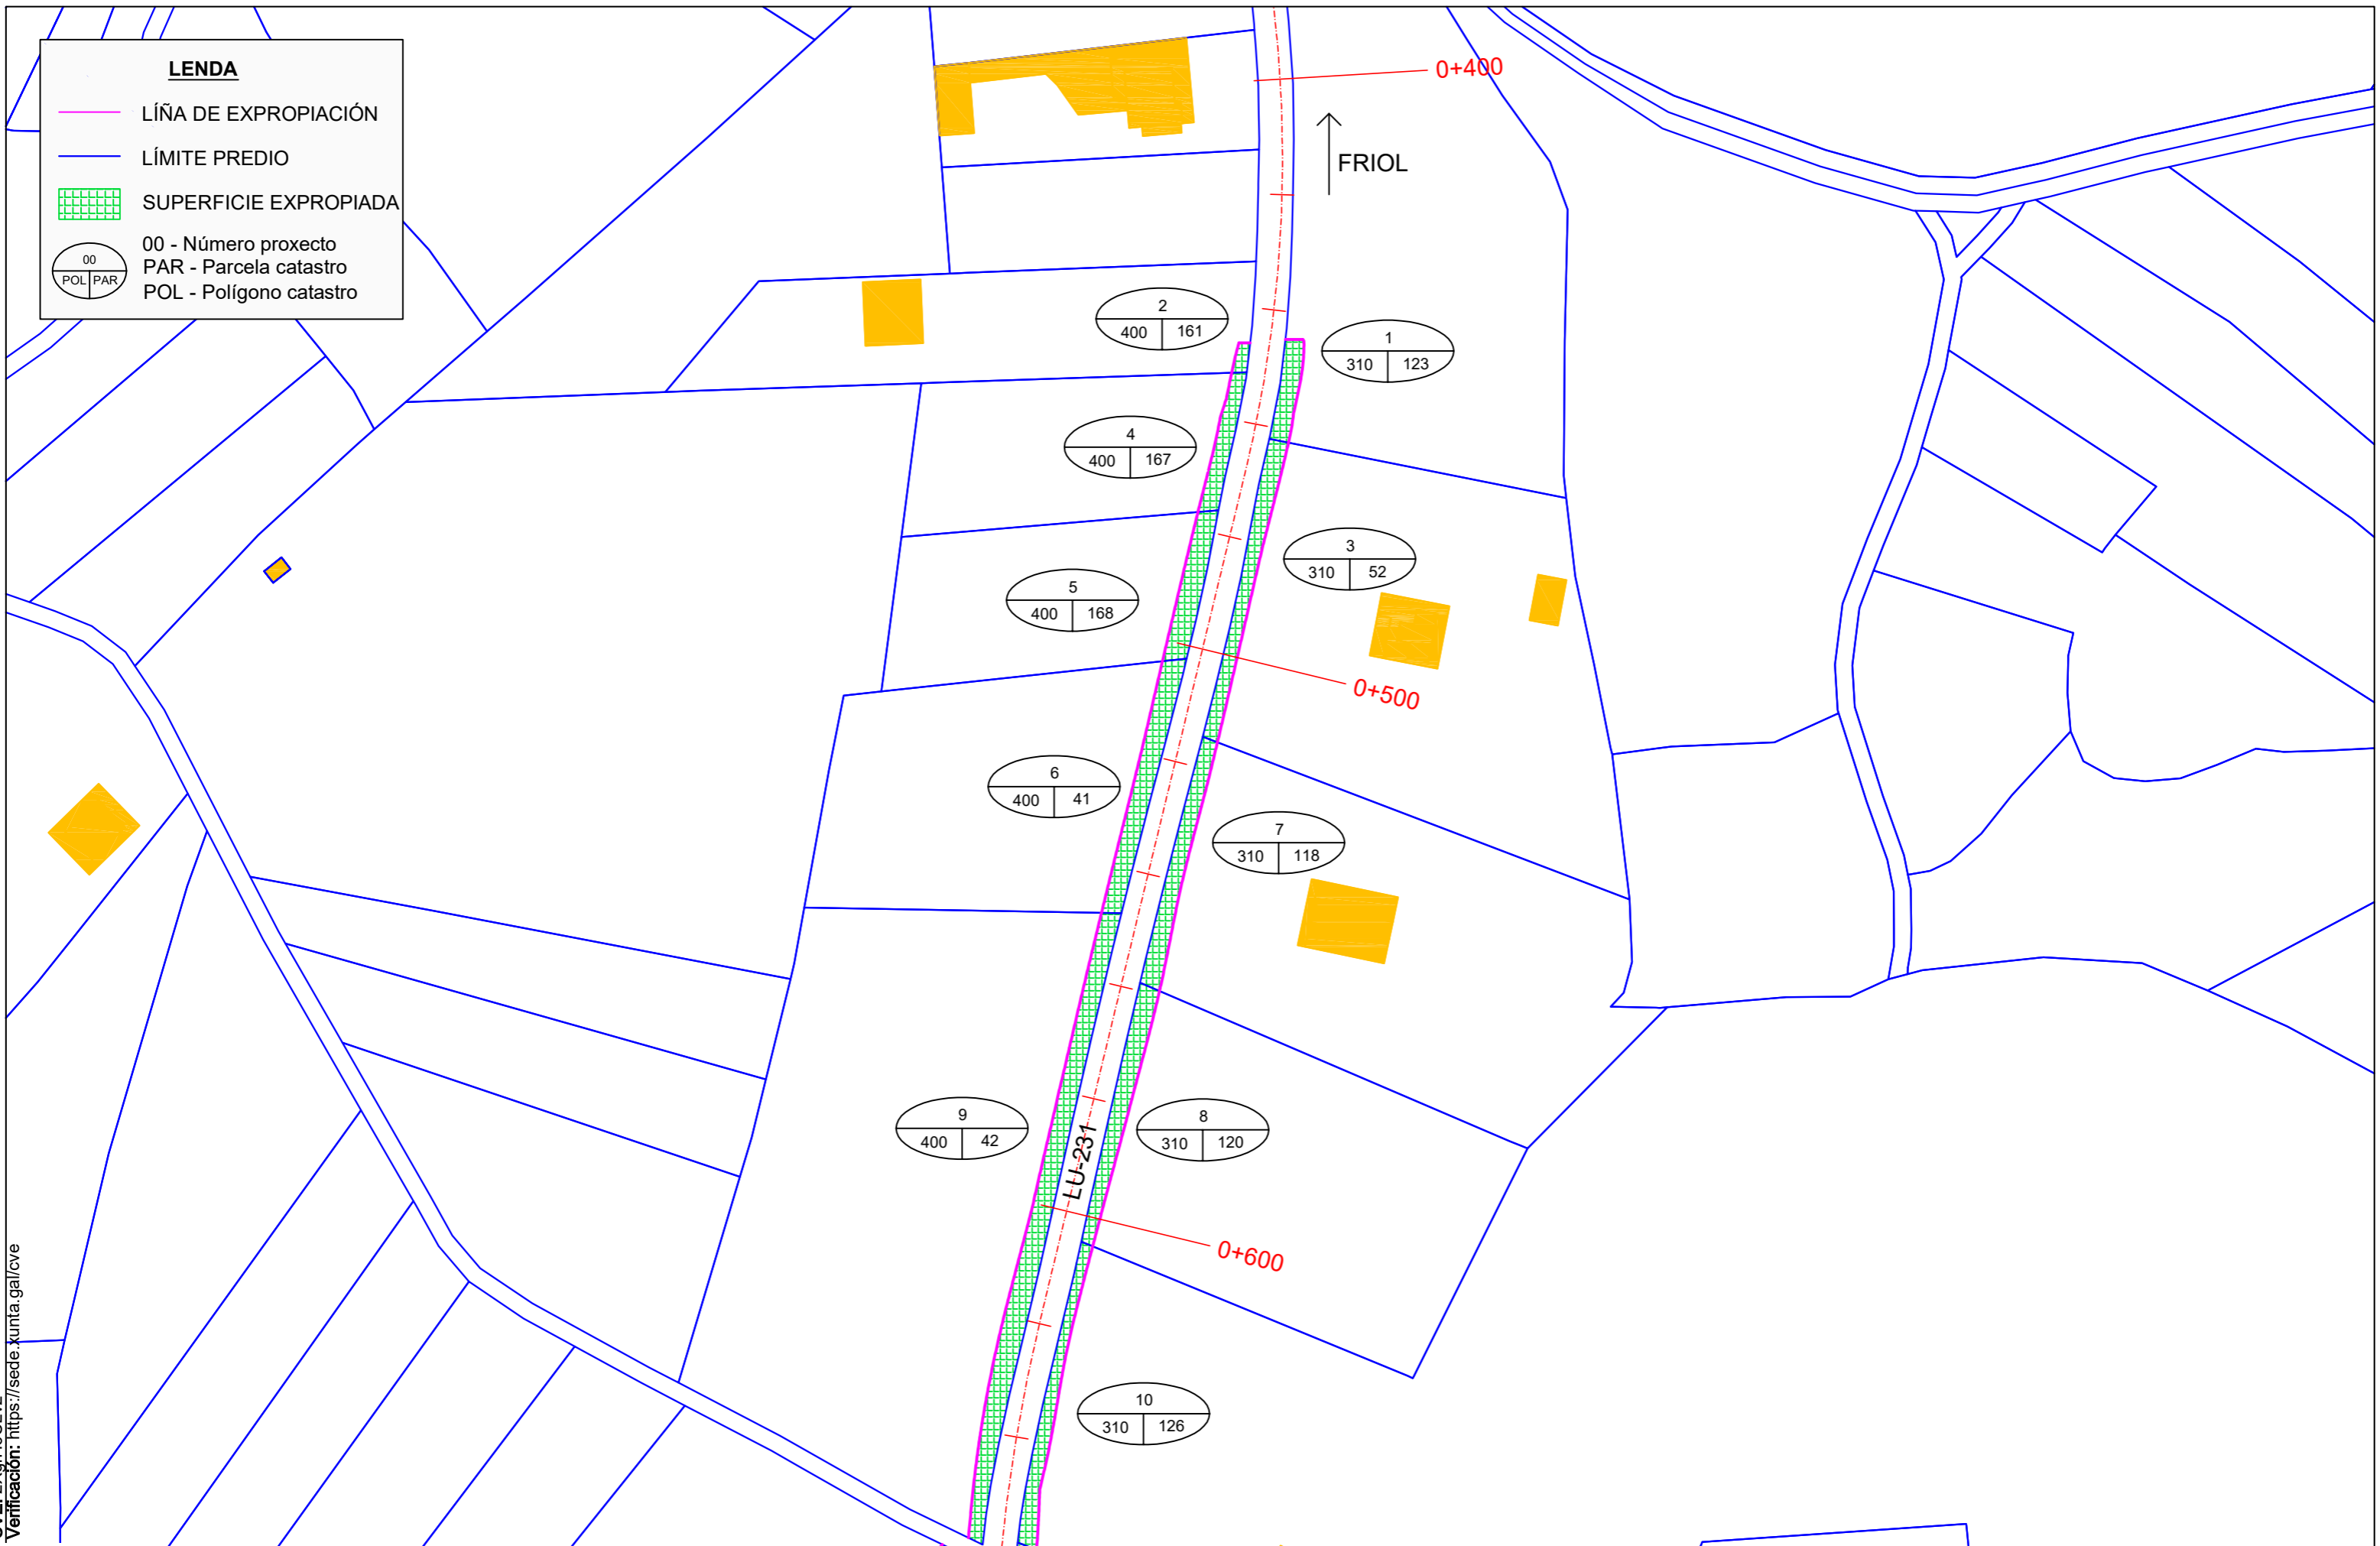 LENDA
LÍÑA DE EXPROPIACIÓN
LÍMITE PREDIO
SUPERFICIE EXPROPIADA
00
POL PAR
00 - Número proxecto
PAR - Parcela catastro
POL - Polígono catastro
0+400
FRIOL
2
400 161
1
310 123
4
400 167
3
310 52
5
400 168
0+500
6
400 41
7
310 118
9
400 42
8
310 120
LU-231
0+600
10
310 126
Verificación: https://sede.xunta.gal/cve